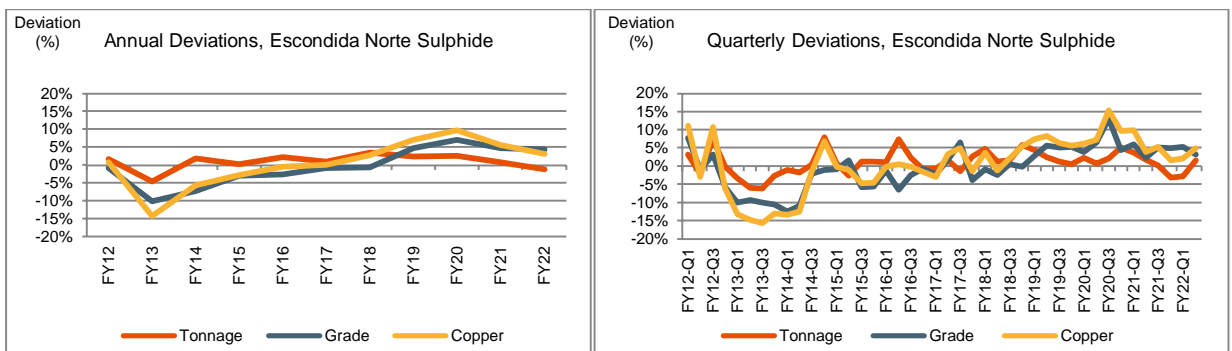 Deviation
(%)
Annual Deviations, Escondida Norte Sulphide
20%
15%
10%
5%
0%
-5%
-10%
-15%
-20%
FY12
FY13
FY14
FY15
FY16
FY17
FY18
FY19
FY20
FY21
FY22
Tonnage
Grade
Copper
Deviation
(%)
Quarterly Deviations, Escondida Norte Sulphide
20%
15%
10%
5%
0%
-5%
-10%
-15%
-20%
FY12-Q1
FY12-Q3
FY13-Q1
FY13-Q3
FY14-Q1
FY14-Q3
FY15-Q1
FY15-Q3
FY16-Q1
FY16-Q3
FY17-Q1
FY17-Q3
FY18-Q1
FY18-Q3
FY19-Q1
FY19-Q3
FY20-Q1
FY20-Q3
FY21-Q1
FY21-Q3
FY22-Q1
Tonnage
Grade
Copper